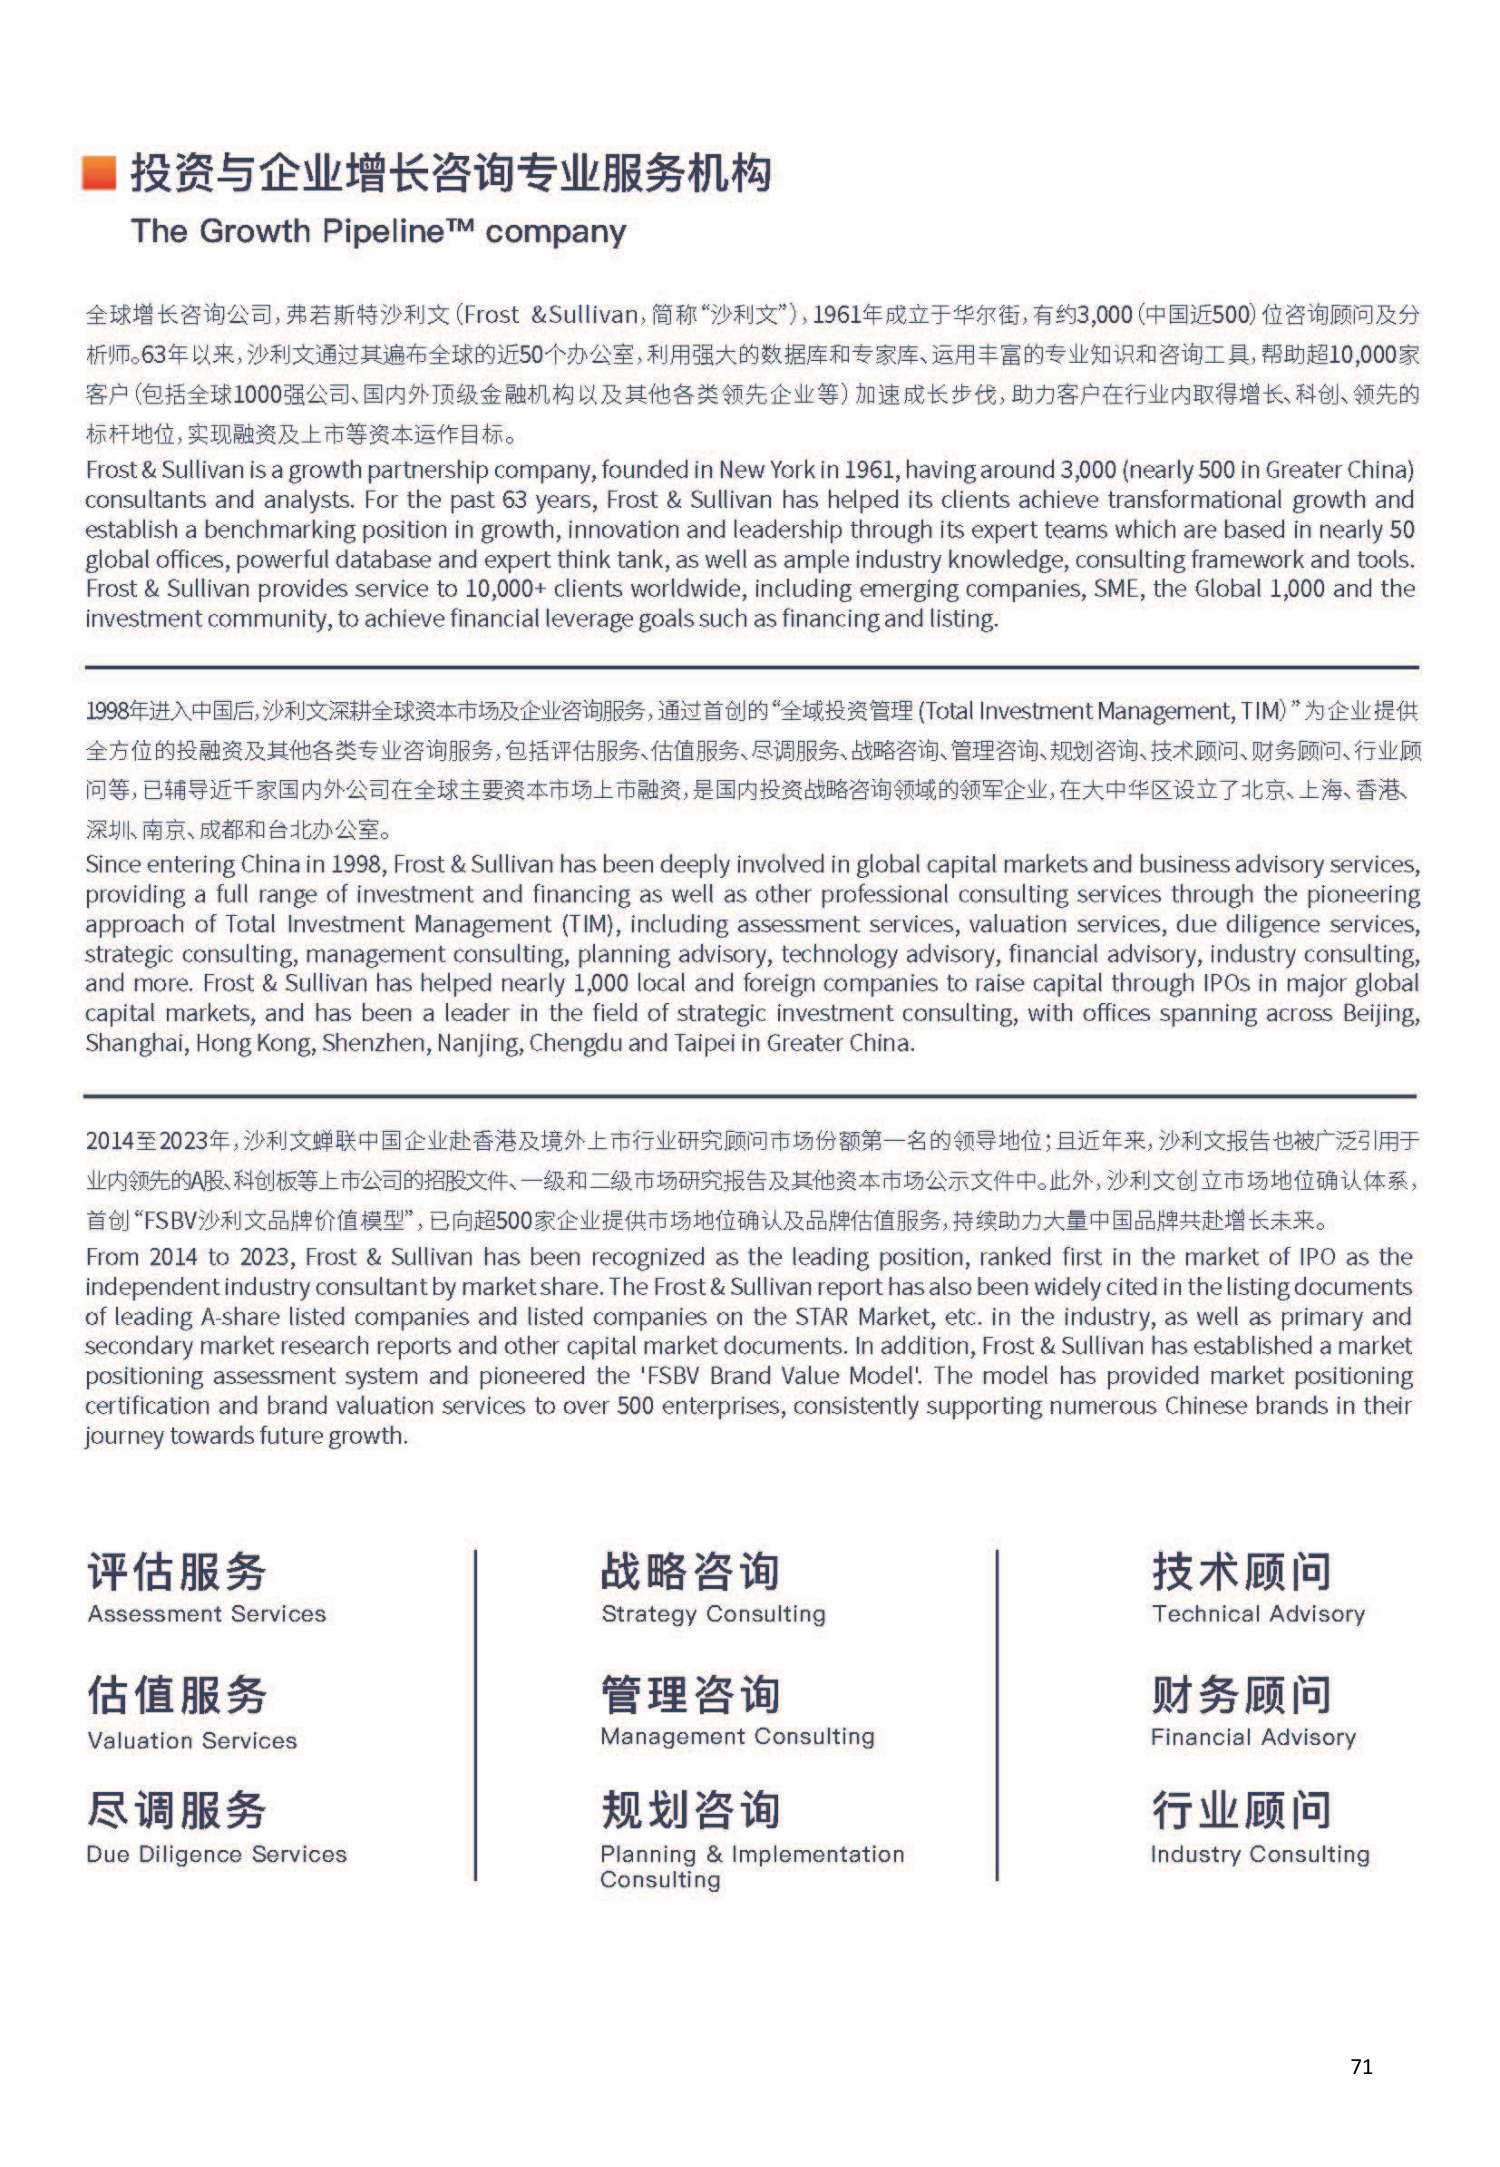 投资与企业增长咨询专业服务机构
The Growth Pipeline™ company
全球增长咨询公司，弗若斯特沙利文（Frost &Sullivan，简称“沙利文”），1961年成立于华尔街，有约3,000（中国近500）位咨询顾问及分
析师。63年以来，沙利文通过其遍布全球的近50个办公室，利用强大的数据库和专家库、运用丰富的专业知识和咨询工具，帮助超10,000家
客户（包括全球1000强公司、国内外顶级金融机构以及其他各类领先企业等）加速成长步伐，助力客户在行业内取得增长、科创、领先的
标杆地位，实现融资及上市等资本运作目标。
Frost & Sullivan is a growth partnership company, founded in New York in 1961, having around 3,000 (nearly 500 in Greater China)
consultants and analysts. For the past 63 years, Frost & Sullivan has helped its clients achieve transformational growth and
establish a benchmarking position in growth, innovation and leadership through its expert teams which are based in nearly 50
global offices, powerful database and expert think tank, as well as ample industry knowledge, consulting framework and tools.
Frost & Sullivan provides service to 10,000+ clients worldwide, including emerging companies, SME, the Global 1,000 and the
investment community, to achieve financial leverage goals such as financing and listing.
1998年进入中国后，沙利文深耕全球资本市场及企业咨询服务，通过首创的“全域投资管理 (Total Investment Management, TIM）”为企业提供
全方位的投融资及其他各类专业咨询服务，包括评估服务、估值服务、尽调服务、战略咨询、管理咨询、规划咨询、技术顾问、财务顾问、行业顾
问等，已辅导近千家国内外公司在全球主要资本市场上市融资，是国内投资战略咨询领域的领军企业，在大中华区设立了北京、上海、香港、
深圳、南京、成都和台北办公室。
Since entering China in 1998, Frost & Sullivan has been deeply involved in global capital markets and business advisory services,
providing a full range of investment and financing as well as other professional consulting services through the pioneering
approach of Total Investment Management (TIM), including assessment services, valuation services, due diligence services,
strategic consulting, management consulting, planning advisory, technology advisory, financial advisory, industry consulting,
and more. Frost & Sullivan has helped nearly 1,000 local and foreign companies to raise capital through IPOs in major global
capital markets, and has been a leader in the field of strategic investment consulting, with offices spanning across Beijing,
Shanghai, Hong Kong, Shenzhen, Nanjing, Chengdu and Taipei in Greater China.
2014至2023年，沙利文蝉联中国企业赴香港及境外上市行业研究顾问市场份额第一名的领导地位；且近年来，沙利文报告也被广泛引用于
业内领先的A股、科创板等上市公司的招股文件、一级和二级市场研究报告及其他资本市场公示文件中。此外，沙利文创立市场地位确认体系，
首创“FSBV沙利文品牌价值模型”，已向超500家企业提供市场地位确认及品牌估值服务，持续助力大量中国品牌共赴增长未来。
From 2014 to 2023, Frost & Sullivan has been recognized as the leading position, ranked first in the market of IPO as the
independent industry consultant by market share. The Frost & Sullivan report has also been widely cited in the listing documents
of leading A-share listed companies and listed companies on the STAR Market, etc. in the industry, as well as primary and
secondary market research reports and other capital market documents. In addition, Frost & Sullivan has established a market
positioning assessment system and pioneered the 'FSBV Brand Value Model'. The model has provided market positioning
certification and brand valuation services to over 500 enterprises, consistently supporting numerous Chinese brands in their
journey towards future growth.
评估服务
Assessment Services
估值服务
Valuation Services
尽调服务
Due Diligence Services
战略咨询
Strategy Consulting
管理咨询
Management Consulting
规划咨询
Planning & Implementation
Consulting
技术顾问
Technical Advisory
财务顾问
Financial Advisory
行业顾问
Industry Consulting
71